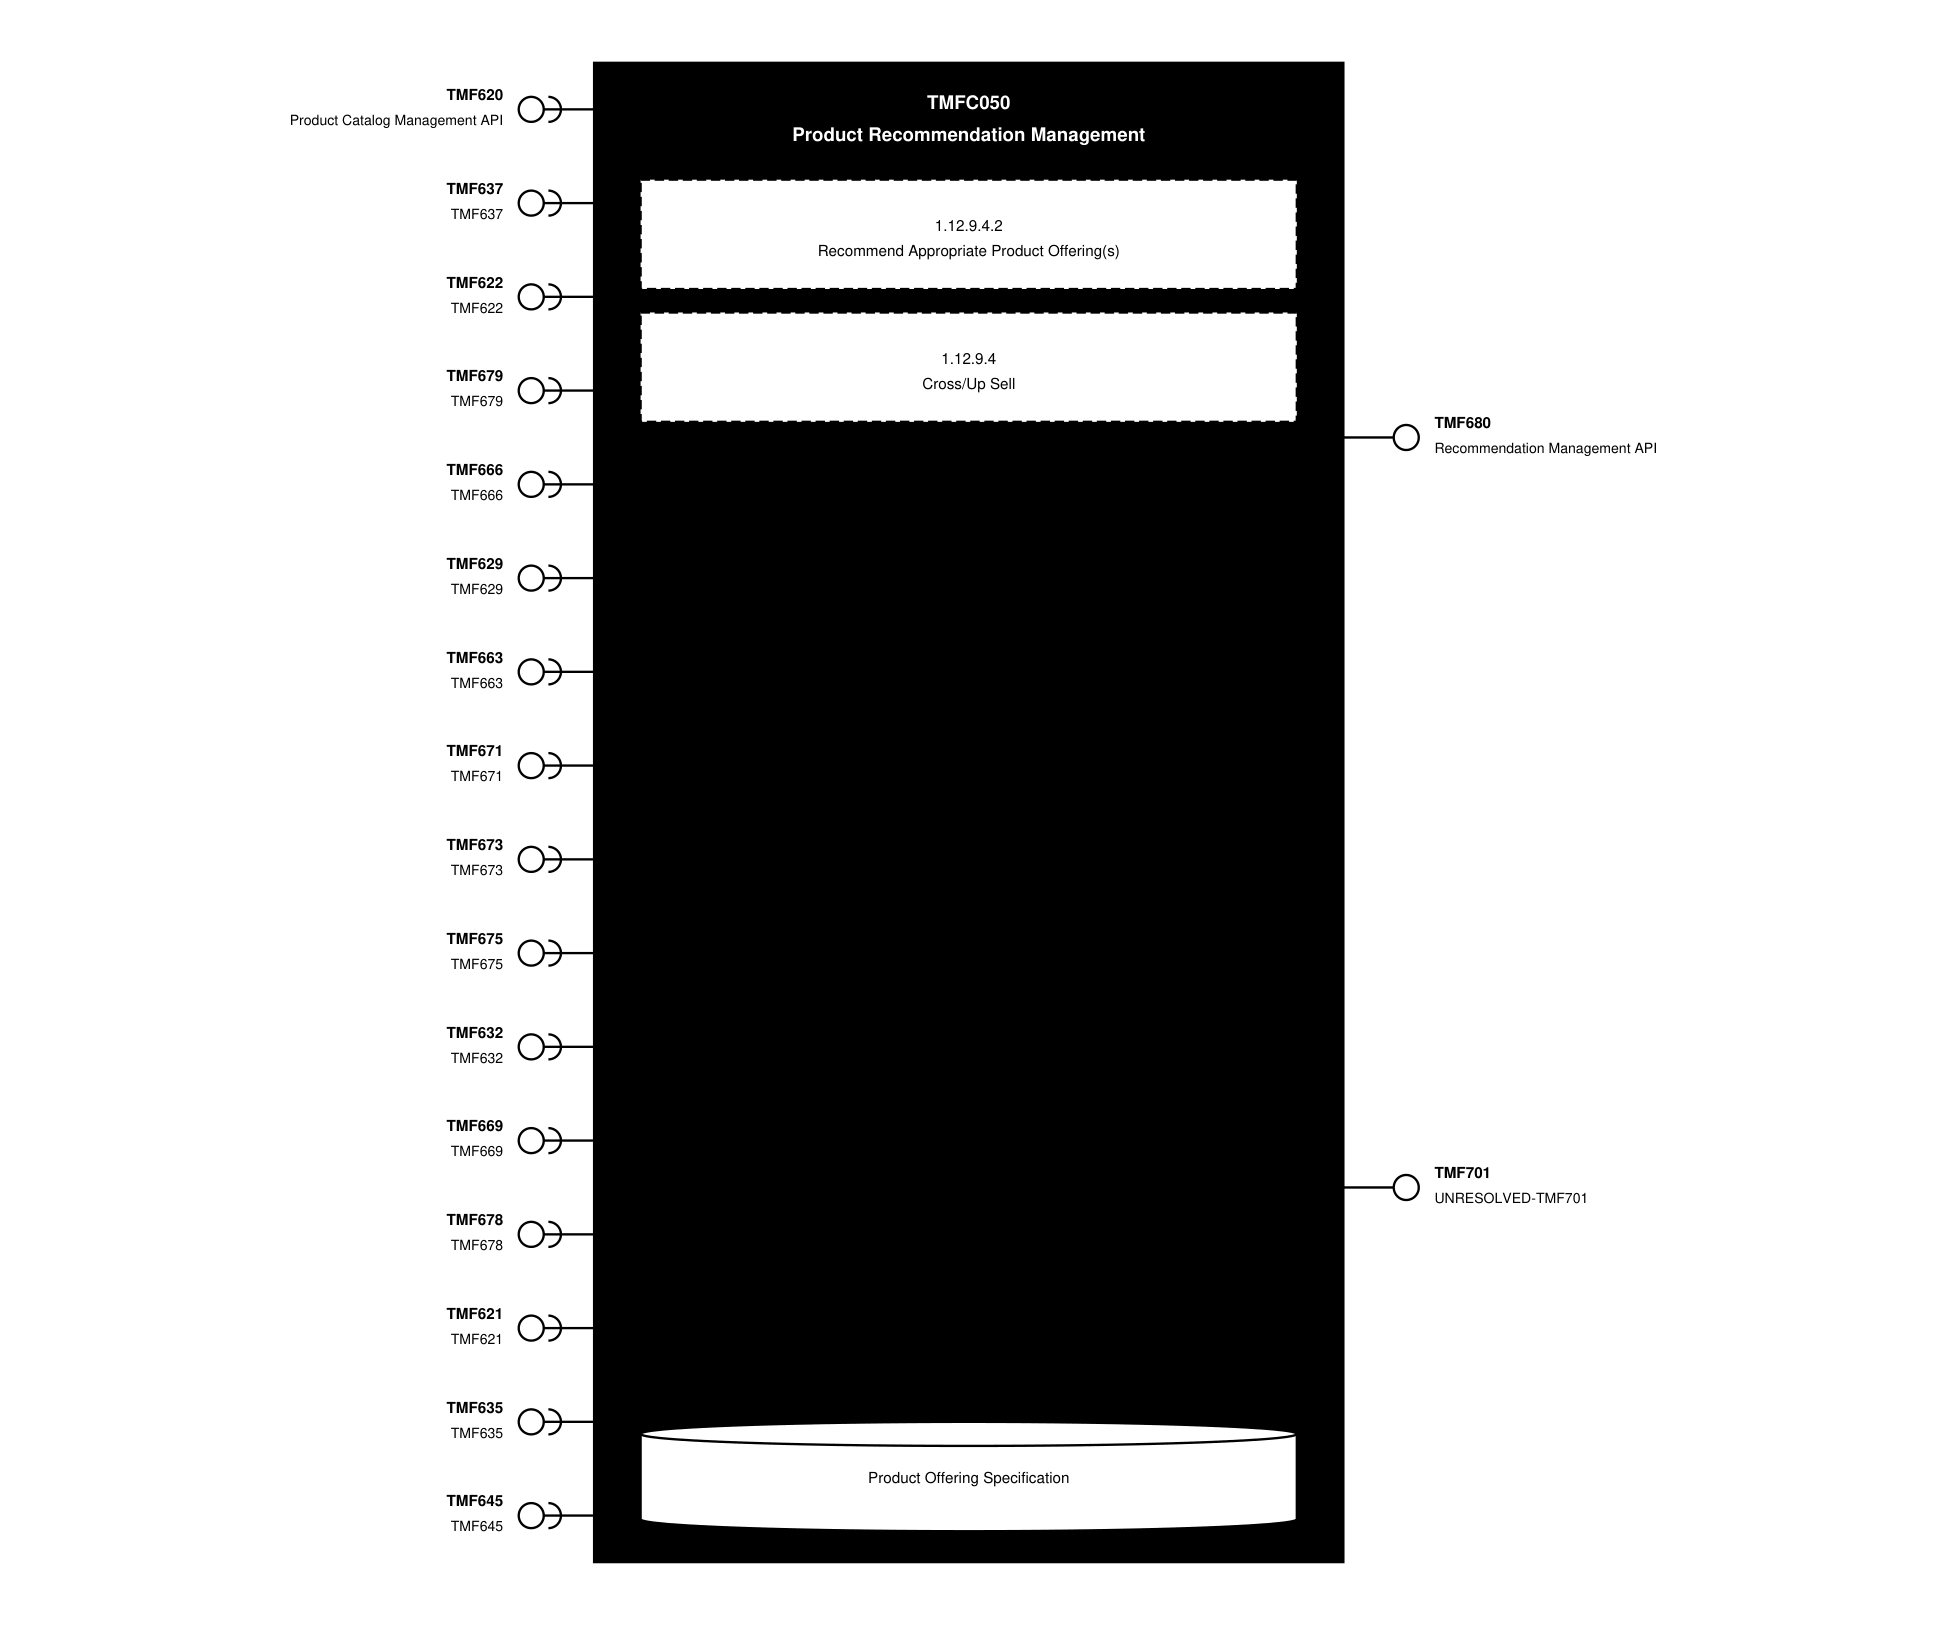 TMFC050
Product Recommendation Management
1.12.9.4.2
Recommend Appropriate Product Offering(s)
1.12.9.4
Cross/Up Sell
Product Offering Specification
TMF620
Product Catalog Management API
TMF637
TMF637
TMF622
TMF622
TMF679
TMF679
TMF666
TMF666
TMF629
TMF629
TMF663
TMF663
TMF671
TMF671
TMF673
TMF673
TMF675
TMF675
TMF632
TMF632
TMF669
TMF669
TMF678
TMF678
TMF621
TMF621
TMF635
TMF635
TMF645
TMF645
TMF680
Recommendation Management API
TMF701
UNRESOLVED-TMF701